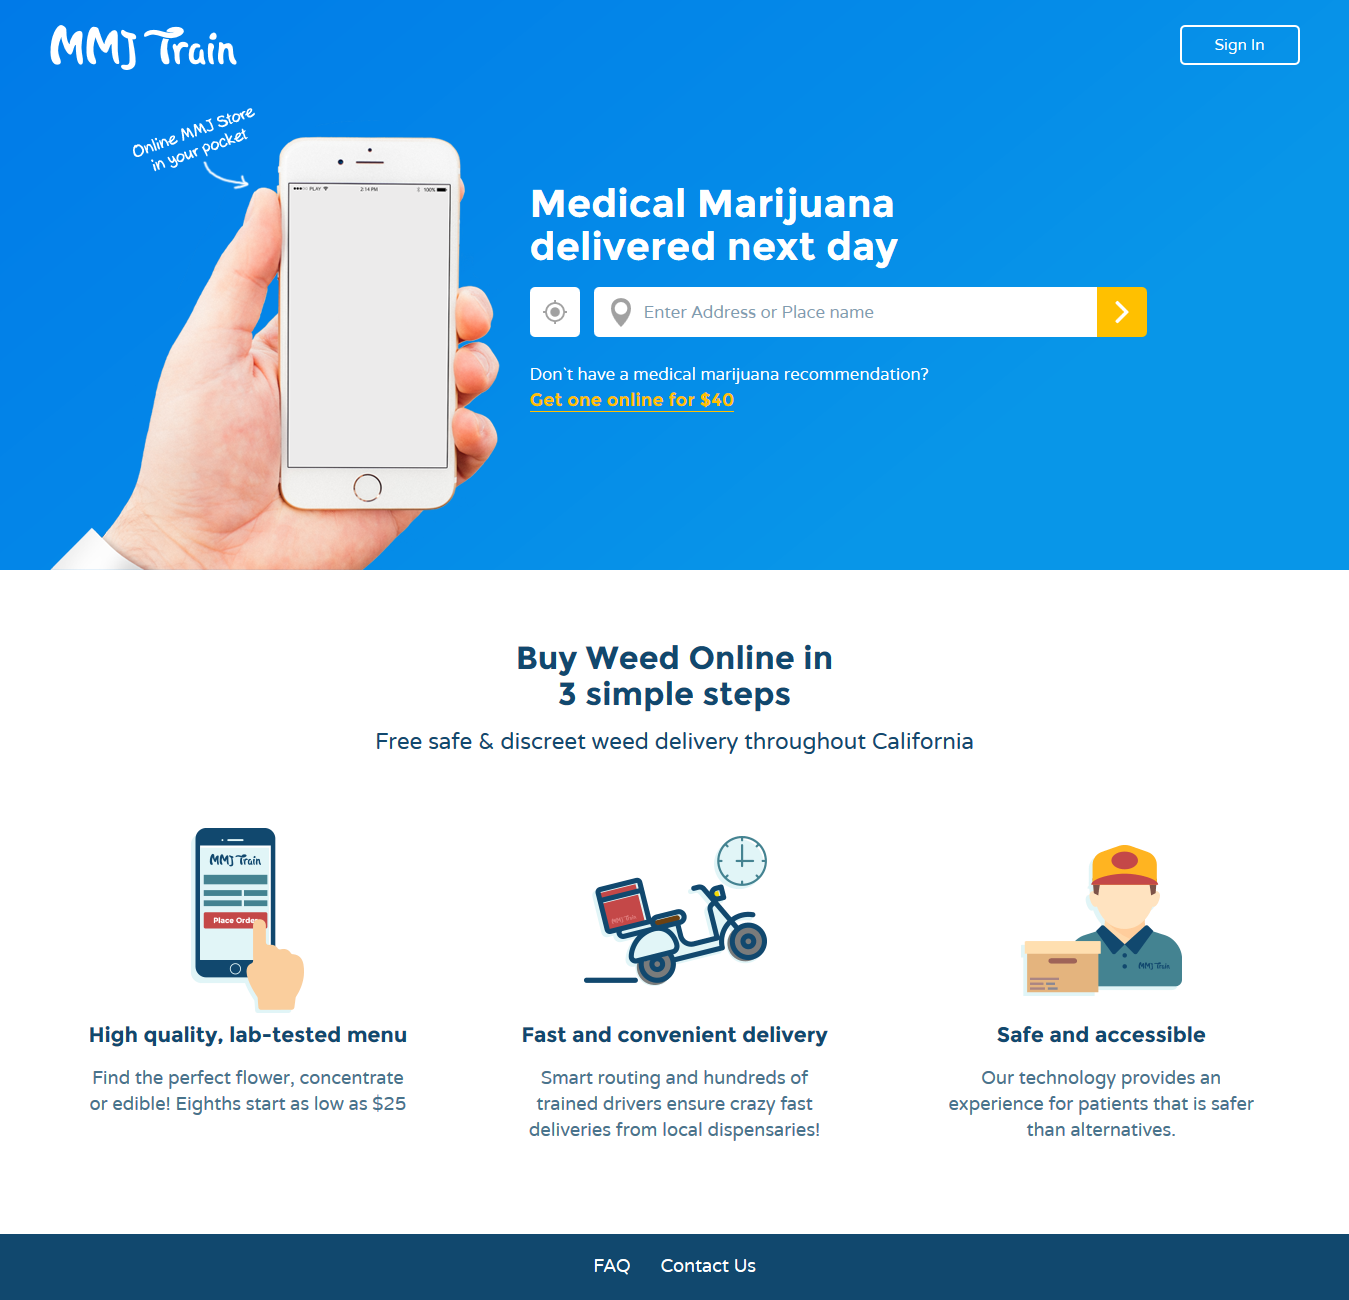 MMJ Train
Sign In
Online MMJ Store
in your pocket
PLAY
2:14 PM
100%
Medical Marijuana
delivered next day
Enter Address or Place name
Don`t have a medical marijuana recommendation?
Get one online for $40
Buy Weed Online in
3 simple steps
Free safe & discreet weed delivery throughout California
MMJ Train
Place Order
MMJ Train
MMJ Train
High quality, lab-tested menu
Find the perfect flower, concentrate
or edible! Eighths start as low as $25
Fast and convenient delivery
Smart routing and hundreds of
trained drivers ensure crazy fast
deliveries from local dispensaries!
Safe and accessible
Our technology provides an
experience for patients that is safer
than alternatives.
FAQ
Contact Us